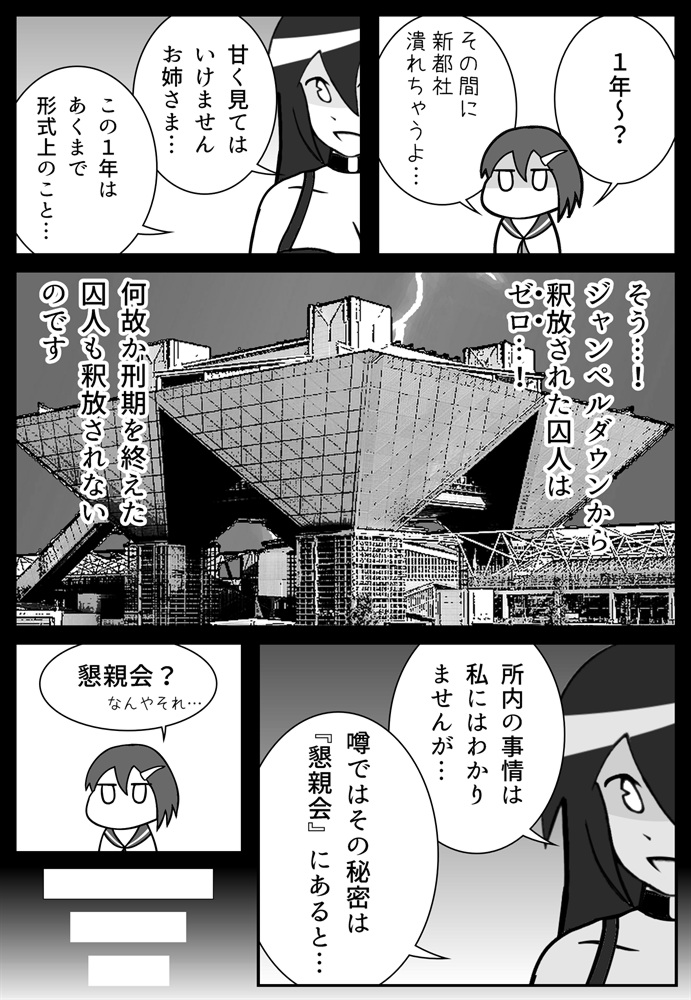 １年～？
その間に
新都社
潰れちゃうよ…
甘く見ては
いけません
お姉さま…
この１年は
あくまで
形式上のこと…
そう…！
ジャンペルダウンから
釈放された囚人は
ゼロ…！
何故か刑期を終えた
囚人も釈放されない
のです
所内の事情は
私にはわかり
ませんが…
噂ではその秘密は
『懇親会』にあると…
懇親会？
なんやそれ…